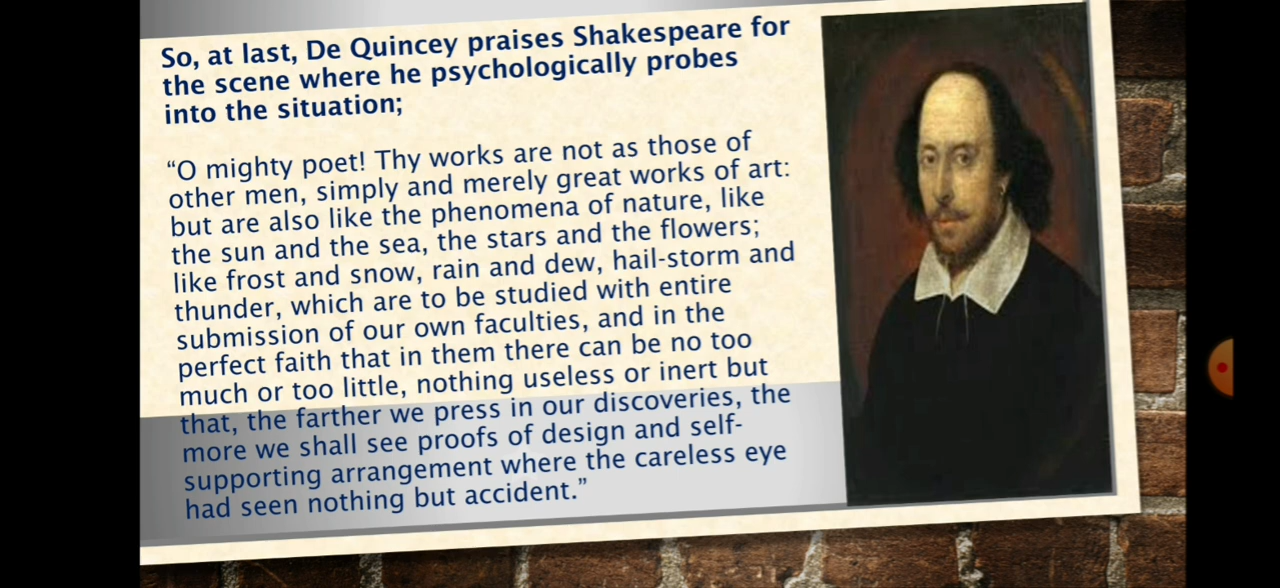 So, at last, De Quincey praises Shakespeare for
the scene where he psychologically probes
into the situation;
“O mighty poet! Thy works are not as those of
other men, simply and merely great works of art:
but are also like the phenomena of nature, like
the sun and the sea, the stars and the flowers;
like frost and snow, rain and dew, hail-storm and
thunder, which are to be studied with entire
submission of our own faculties, and in the
perfect faith that in them there can be no too
much or too little, nothing useless or inert but
that, the farther we press in our discoveries, the
more we shall see proofs of design and self-
supporting arrangement where the careless eye
had seen nothing but accident.”